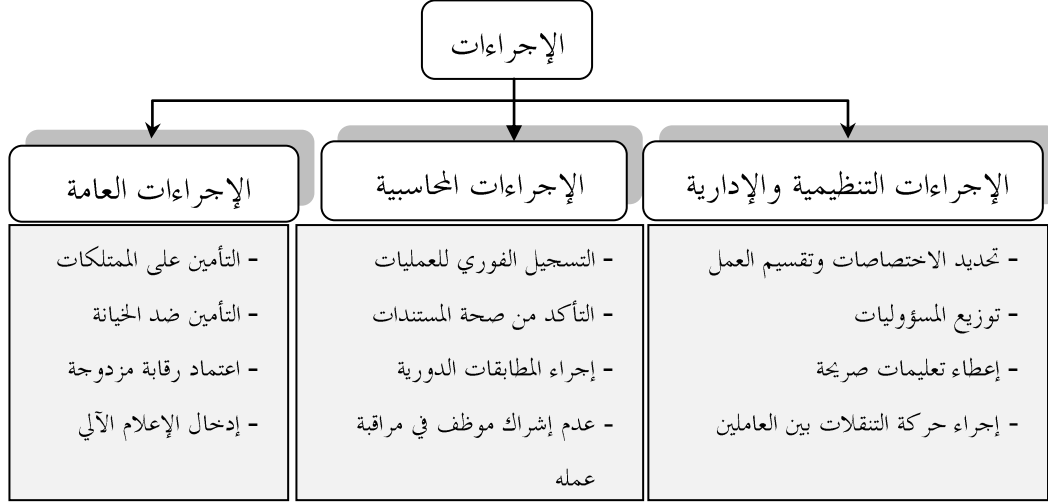 الإجراءات
الإجراءات التنظيمية والإدارية
- تحديد الاختصاصات وتقسيم العمل
- توزيع المسؤوليات
- إعطاء تعليمات صريحة
- إجراء حركة التنقلات بين العاملين
الإجراءات المحاسبية
- التسجيل الفوري للعمليات
- التأكد من صحة المستندات
- إجراء المطابقات الدورية
- عدم إشراك موظف في مراقبة
عمله
الإجراءات العامة
- التأمين على الممتلكات
- التأمين ضد الخيانة
- اعتماد رقابة مزدوجة
- إدخال الإعلام الآلي